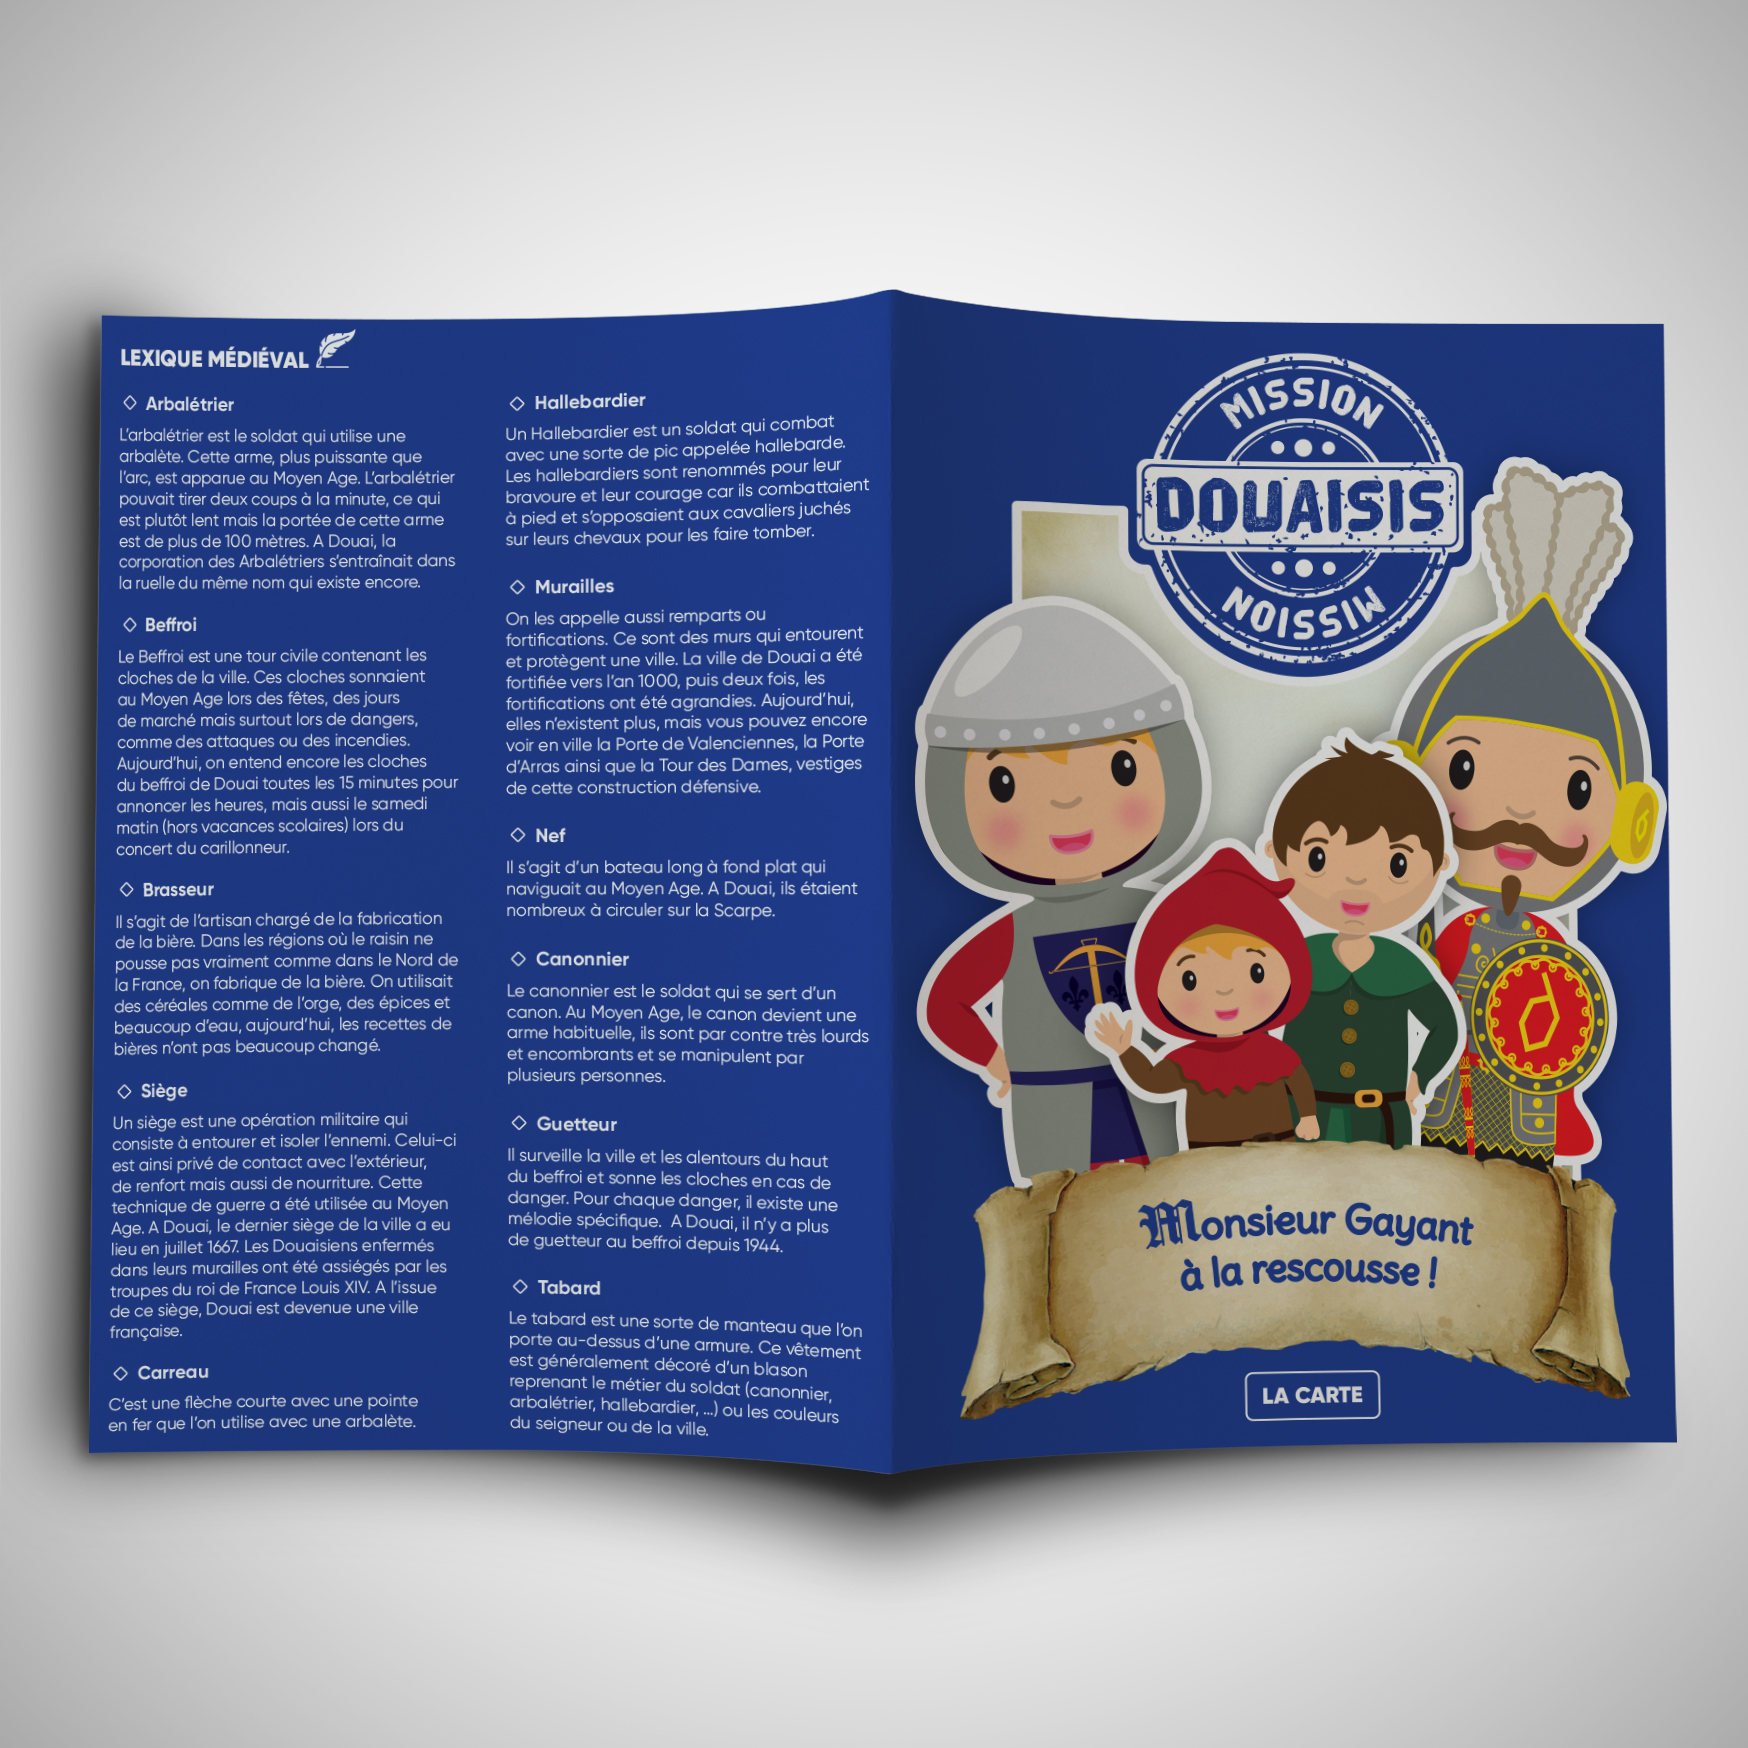 LEXIQUE MÉDIÉVAL
Arbalétrier
L'arbalétrier est le soldat qui utilise une
arbalète. Cette arme, plus puissante que
l'arc, est apparue au Moyen Age. L'arbalétrier
pouvait tirer deux coups à la minute, ce qui
est plutôt lent mais la portée de cette arme
est de plus de 100 mètres. A Douai, la
corporation des Arbalétriers s'entraînait dans
la ruelle du même nom qui existe encore.
Beffroi
Le Beffroi est une tour civile contenant les
cloches de la ville. Ces cloches sonnaient
au Moyen Age lors des fêtes, des jours
de marché mais surtout lors de dangers,
comme des attaques ou des incendies.
Aujourd'hui, on entend encore les cloches
du beffroi de Douai toutes les 15 minutes pour
annoncer les heures, mais aussi le samedi
matin (hors vacances scolaires) lors du
concert du carillonneur.
Brasseur
Il s'agit de l'artisan chargé de la fabrication
de la bière. Dans les régions où le raisin ne
pousse pas vraiment comme dans le Nord de
la France, on fabrique de la bière. On utilisait
des céréales comme de l'orge, des épices et
beaucoup d'eau, aujourd'hui, les recettes de
bières n'ont pas beaucoup changé.
Siège
Un siège est une opération militaire qui
consiste à entourer et isoler l'ennemi. Celui-ci
est ainsi privé de contact avec l'extérieur,
de renfort mais aussi de nourriture. Cette
technique de guerre a été utilisée au Moyen
Age. A Douai, le dernier siège de la ville a eu
lieu en juillet 1667. Les Douaisiens enfermés
dans leurs murailles ont été assiégés par les
troupes du roi de France Louis XIV. A l'issue
de ce siège, Douai est devenue une ville
française.
Carreau
C'est une flèche courte avec une pointe
en fer que l'on utilise avec une arbalète.
Hallebardier
Un Hallebardier est un soldat qui combat
avec une sorte de pic appelée hallebarde.
Les hallebardiers sont renommés pour leur
bravoure et leur courage car ils combattaient
à pied et s'opposaient aux cavaliers juchés
sur leurs chevaux pour les faire tomber.
Murailles
On les appelle aussi remparts ou
fortifications. Ce sont des murs qui entourent
et protègent une ville. La ville de Douai a été
fortifiée vers l'an 1000, puis deux fois, les
fortifications ont été agrandies. Aujourd'hui,
elles n'existent plus, mais vous pouvez encore
voir en ville la Porte de Valenciennes, la Porte
d'Arras ainsi que la Tour des Dames, vestiges
de cette construction défensive.
Nef
Il s'agit d'un bateau long à fond plat qui
naviguait au Moyen Age. A Douai, ils étaient
nombreux à circuler sur la Scarpe.
Canonnier
Le canonnier est le soldat qui se sert d'un
canon. Au Moyen Age, le canon devient une
arme habituelle, ils sont par contre très lourds
et encombrants et se manipulent par
plusieurs personnes.
Guetteur
Il surveille la ville et les alentours du haut
du beffroi et sonne les cloches en cas de
danger. Pour chaque danger, il existe une
mélodie spécifique. A Douai, il n'y a plus
de guetteur au beffroi depuis 1944.
Tabard
Le tabard est une sorte de manteau que l'on
porte au-dessus d'une armure. Ce vêtement
est généralement décoré d'un blason
reprenant le métier du soldat (canonnier,
arbalétrier, hallebardier, ...) ou les couleurs
du seigneur ou de la ville.
MISSION
DOUAISIS
MISSION
Monsieur Gayant
à la rescousse !
LA CARTE